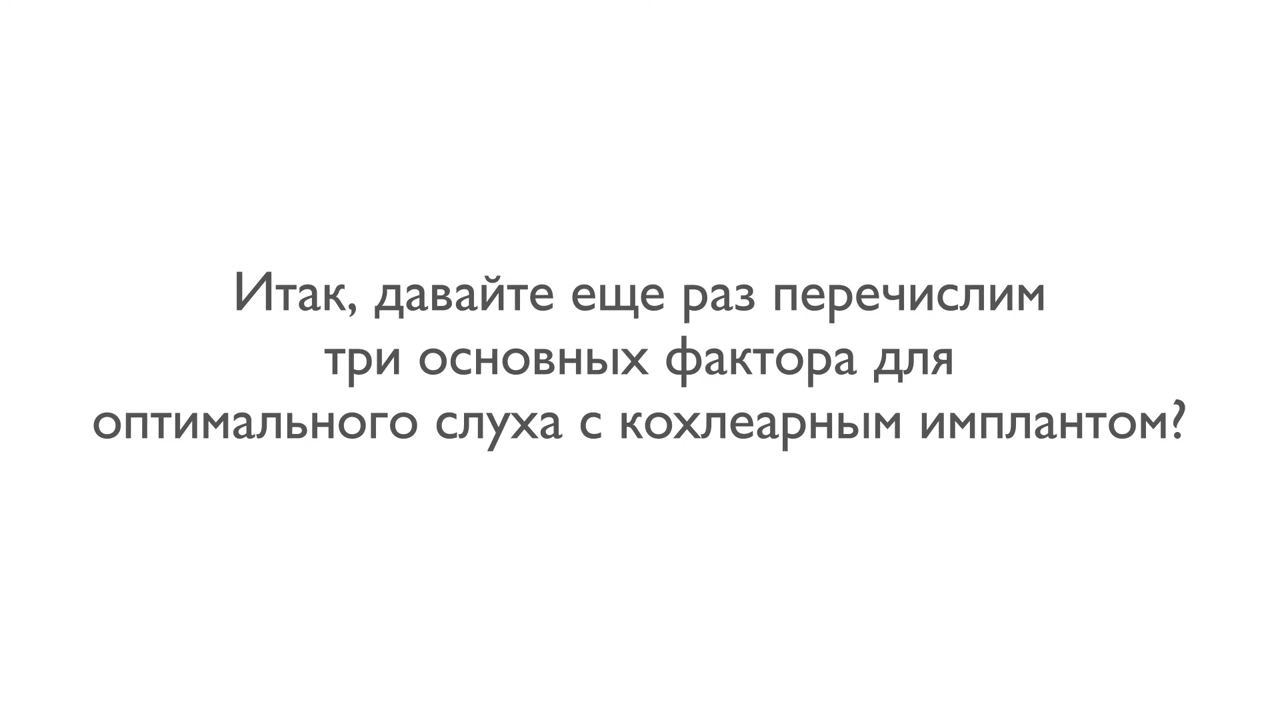 Итак, давайте еще раз перечислим
три основных фактора для
оптимального слуха с кохлеарным имплантом?